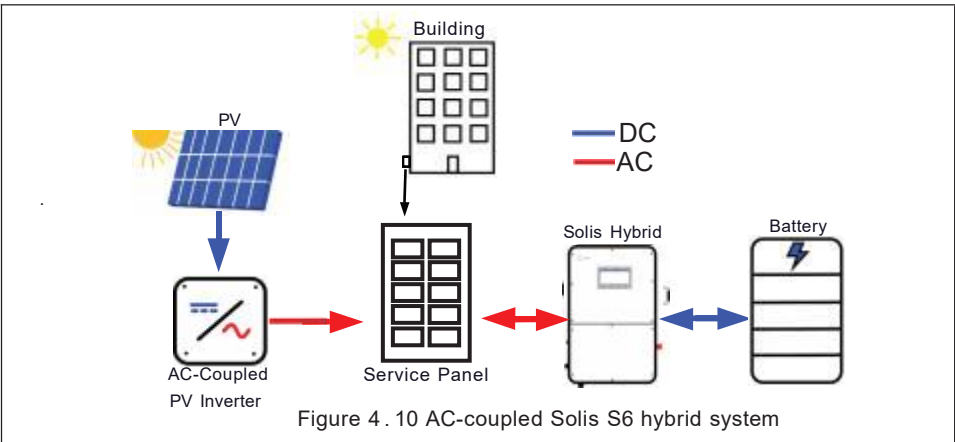 Building
PV
DC
AC
Solis Hybrid
Battery
AC-Coupled
PV Inverter
Service Panel
Figure 4 . 10 AC-coupled Solis S6 hybrid system